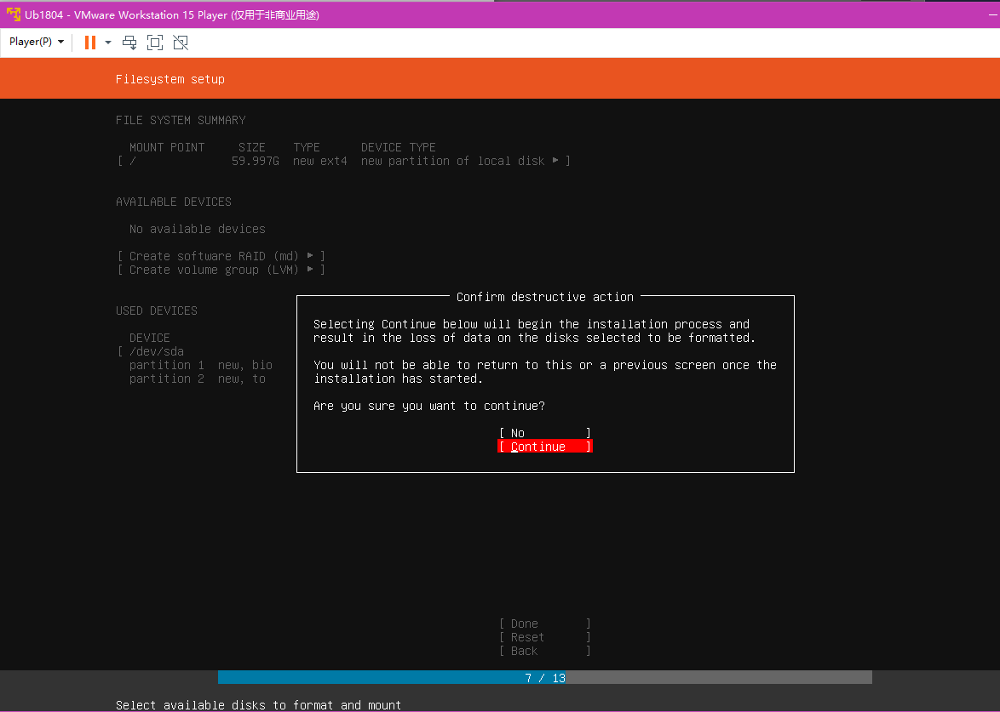 Ub1804 - VMware Workstation 15 Player (仅用于非商业用途)
Player(P)
Filesystem setup
FILE SYSTEM SUMMARY
MOUNT POINT SIZE TYPE DEVICE TYPE
[ / 59.997G new ext4 new partition of local disk ▸ ]
AVAILABLE DEVICES
No available devices
[ Create software RAID (md) ▸ ]
[ Create volume group (LVM) ▸ ]
USED DEVICES
DEVICE
[ /dev/sda
partition 1 new, bio
partition 2 new, to
Confirm destructive action
Selecting Continue below will begin the installation process and
result in the loss of data on the disks selected to be formatted.
You will not be able to return to this or a previous screen once the
installation has started.
Are you sure you want to continue?
[ No ]
[ Continue ]
[ Done ]
[ Reset ]
[ Back ]
7 / 13
Select available disks to format and mount